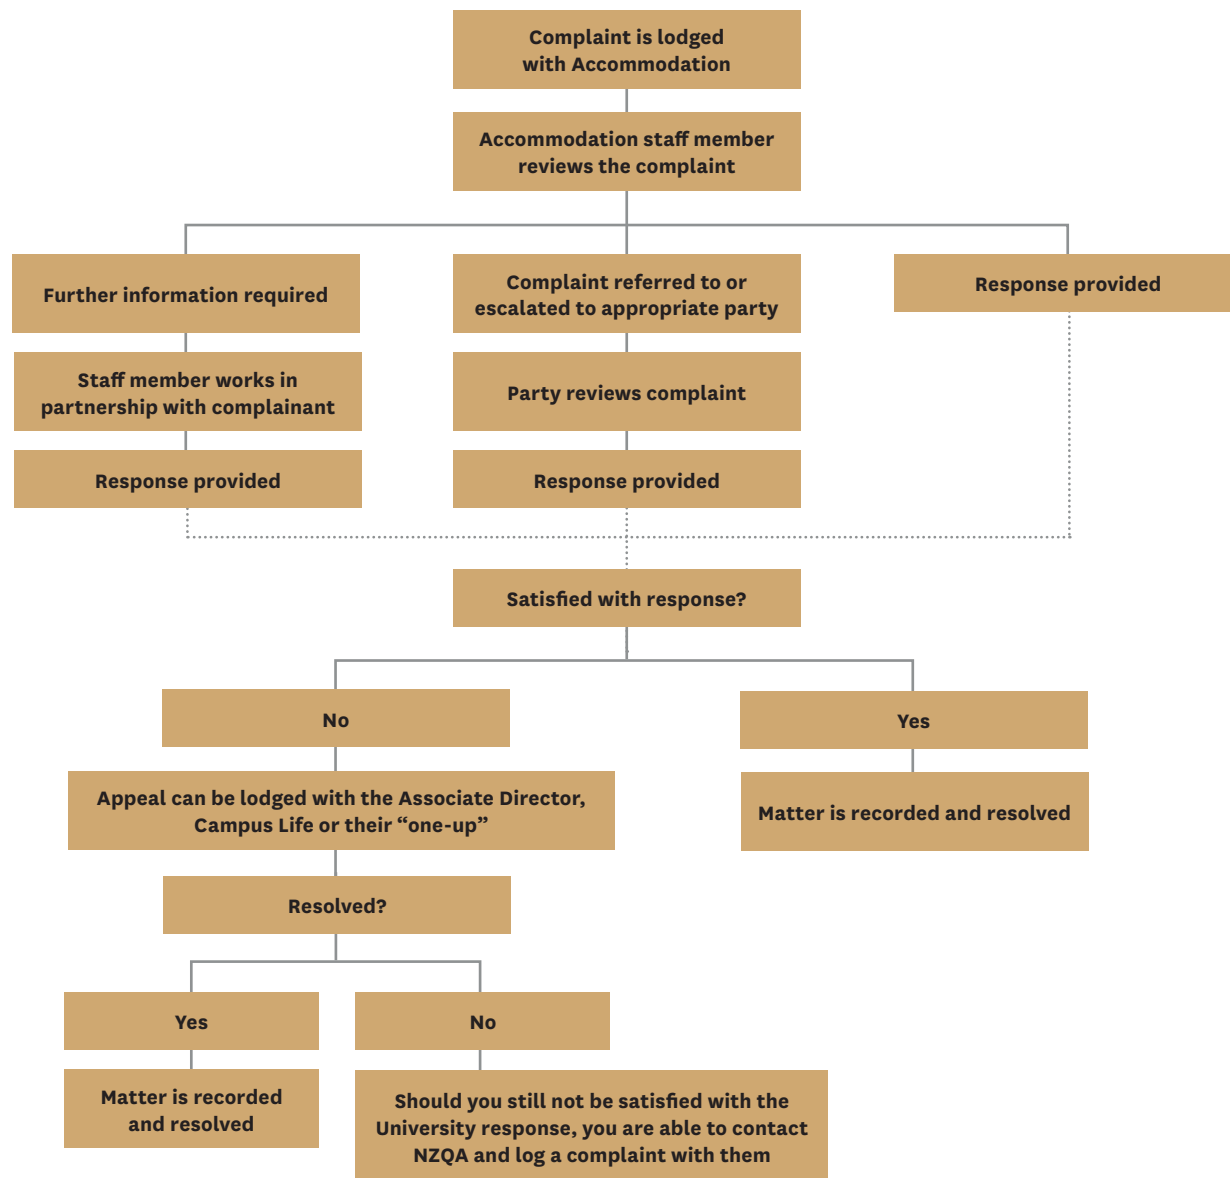 Complaint is lodged
with Accommodation
Accommodation staff member
reviews the complaint
Further information required
Complaint referred to or
escalated to appropriate party
Response provided
Staff member works in
partnership with complainant
Party reviews complaint
Response provided
Response provided
Satisfied with response?
No
Yes
Appeal can be lodged with the Associate Director,
Campus Life or their “one-up”
Matter is recorded and resolved
Resolved?
Yes
No
Matter is recorded
and resolved
Should you still not be satisfied with the
University response, you are able to contact
NZQA and log a complaint with them